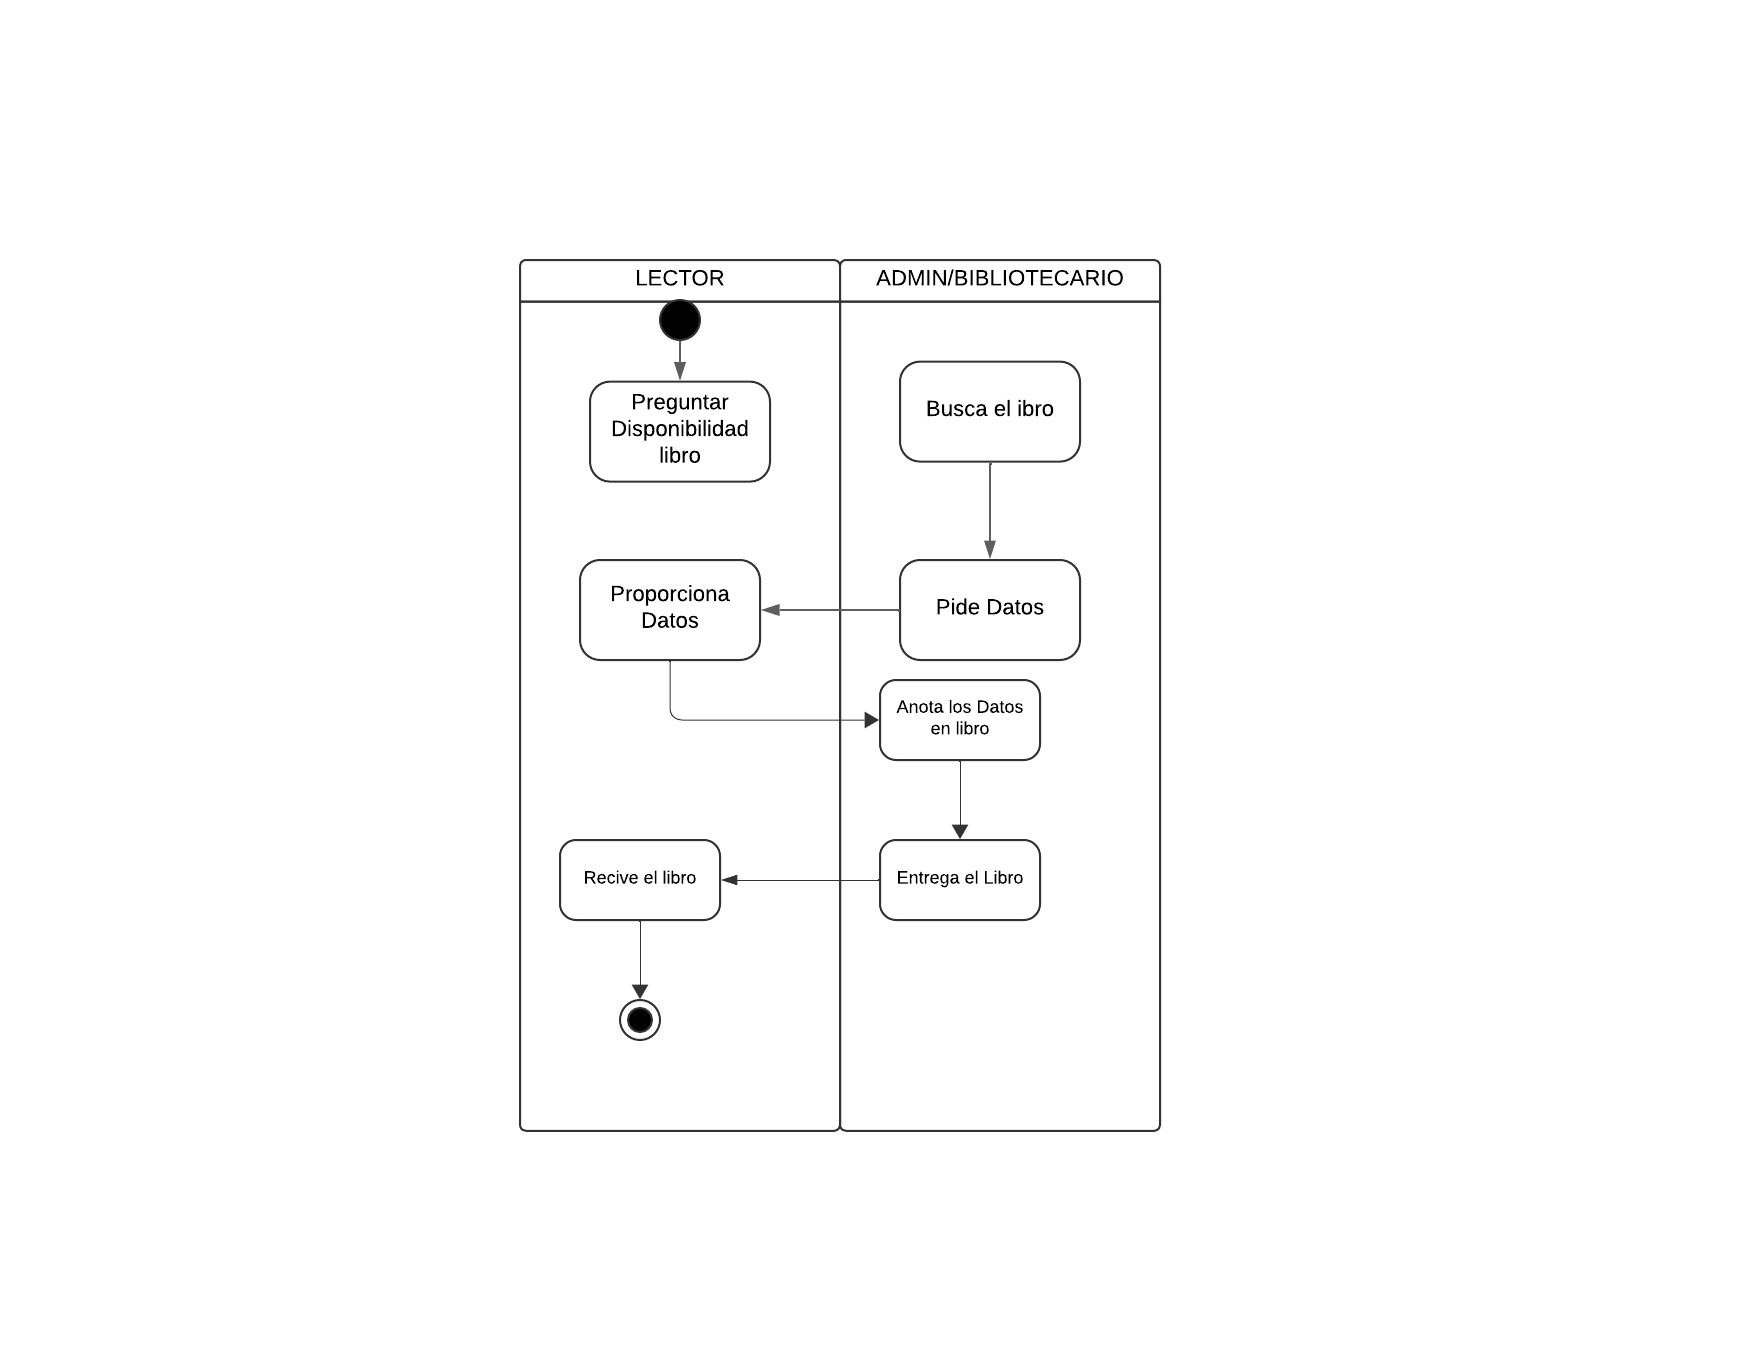 LECTOR
ADMIN/BIBLIOTECARIO
Preguntar
Disponibilidad
libro
Busca el ibro
Proporciona
Datos
Pide Datos
Anota los Datos
en libro
Recive el libro
Entrega el Libro